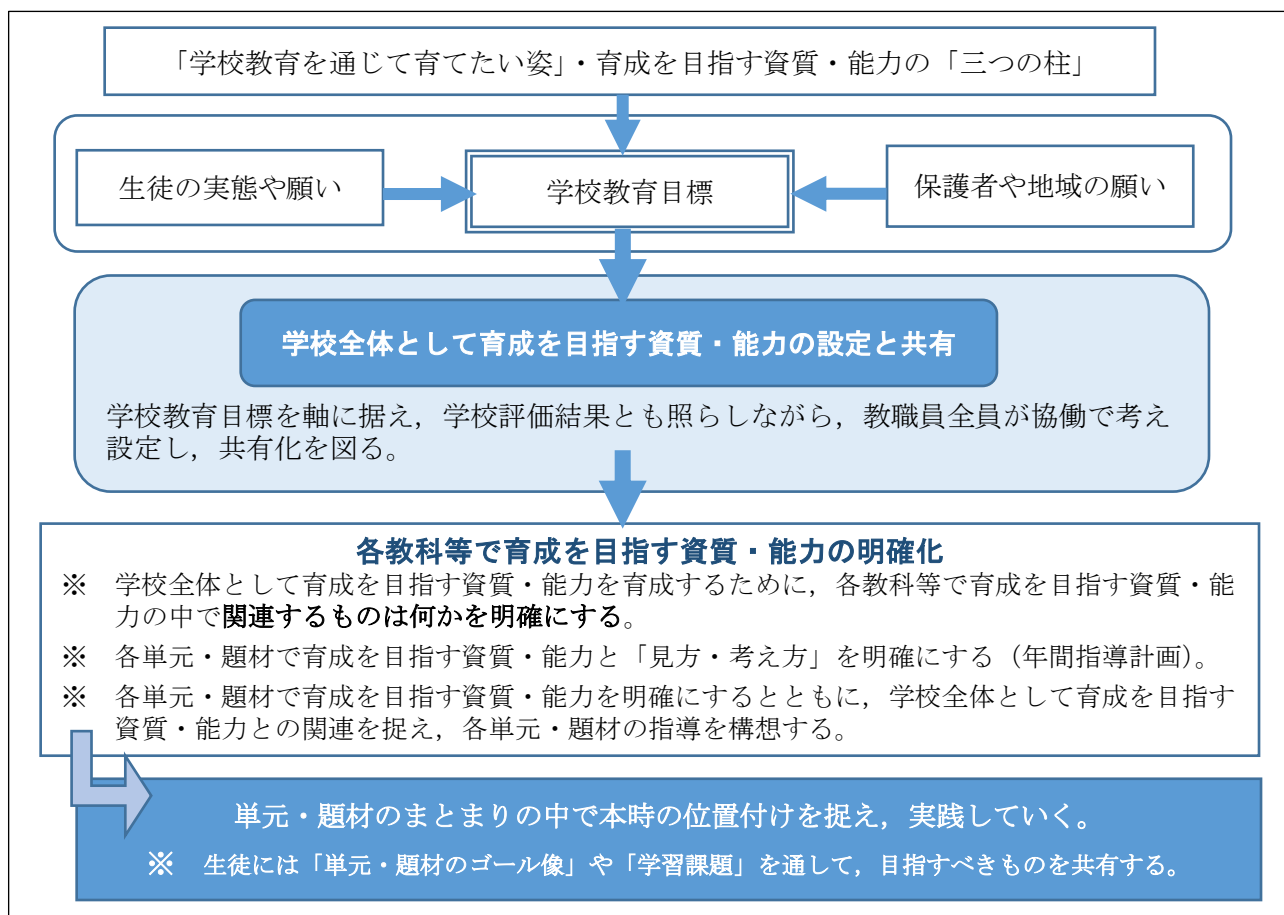 「学校教育を通じて育てたい姿」・育成を目指す資質・能力の「三つの柱」
生徒の実態や願い
学校教育目標
保護者や地域の願い
学校全体として育成を目指す資質・能力の設定と共有
学校教育目標を軸に据え，学校評価結果とも照らしながら，教職員全員が協働で考え
設定し，共有化を図る。
各教科等で育成を目指す資質・能力の明確化
※　学校全体として育成を目指す資質・能力を育成するために，各教科等で育成を目指す資質・能
力の中で関連するものは何かを明確にする。
※　各単元・題材で育成を目指す資質・能力と「見方・考え方」を明確にする（年間指導計画）。
※　各単元・題材で育成を目指す資質・能力を明確にするとともに，学校全体として育成を目指す
資質・能力との関連を捉え，各単元・題材の指導を構想する。
単元・題材のまとまりの中で本時の位置付けを捉え，実践していく。
※　生徒には「単元・題材のゴール像」や「学習課題」を通して，目指すべきものを共有する。